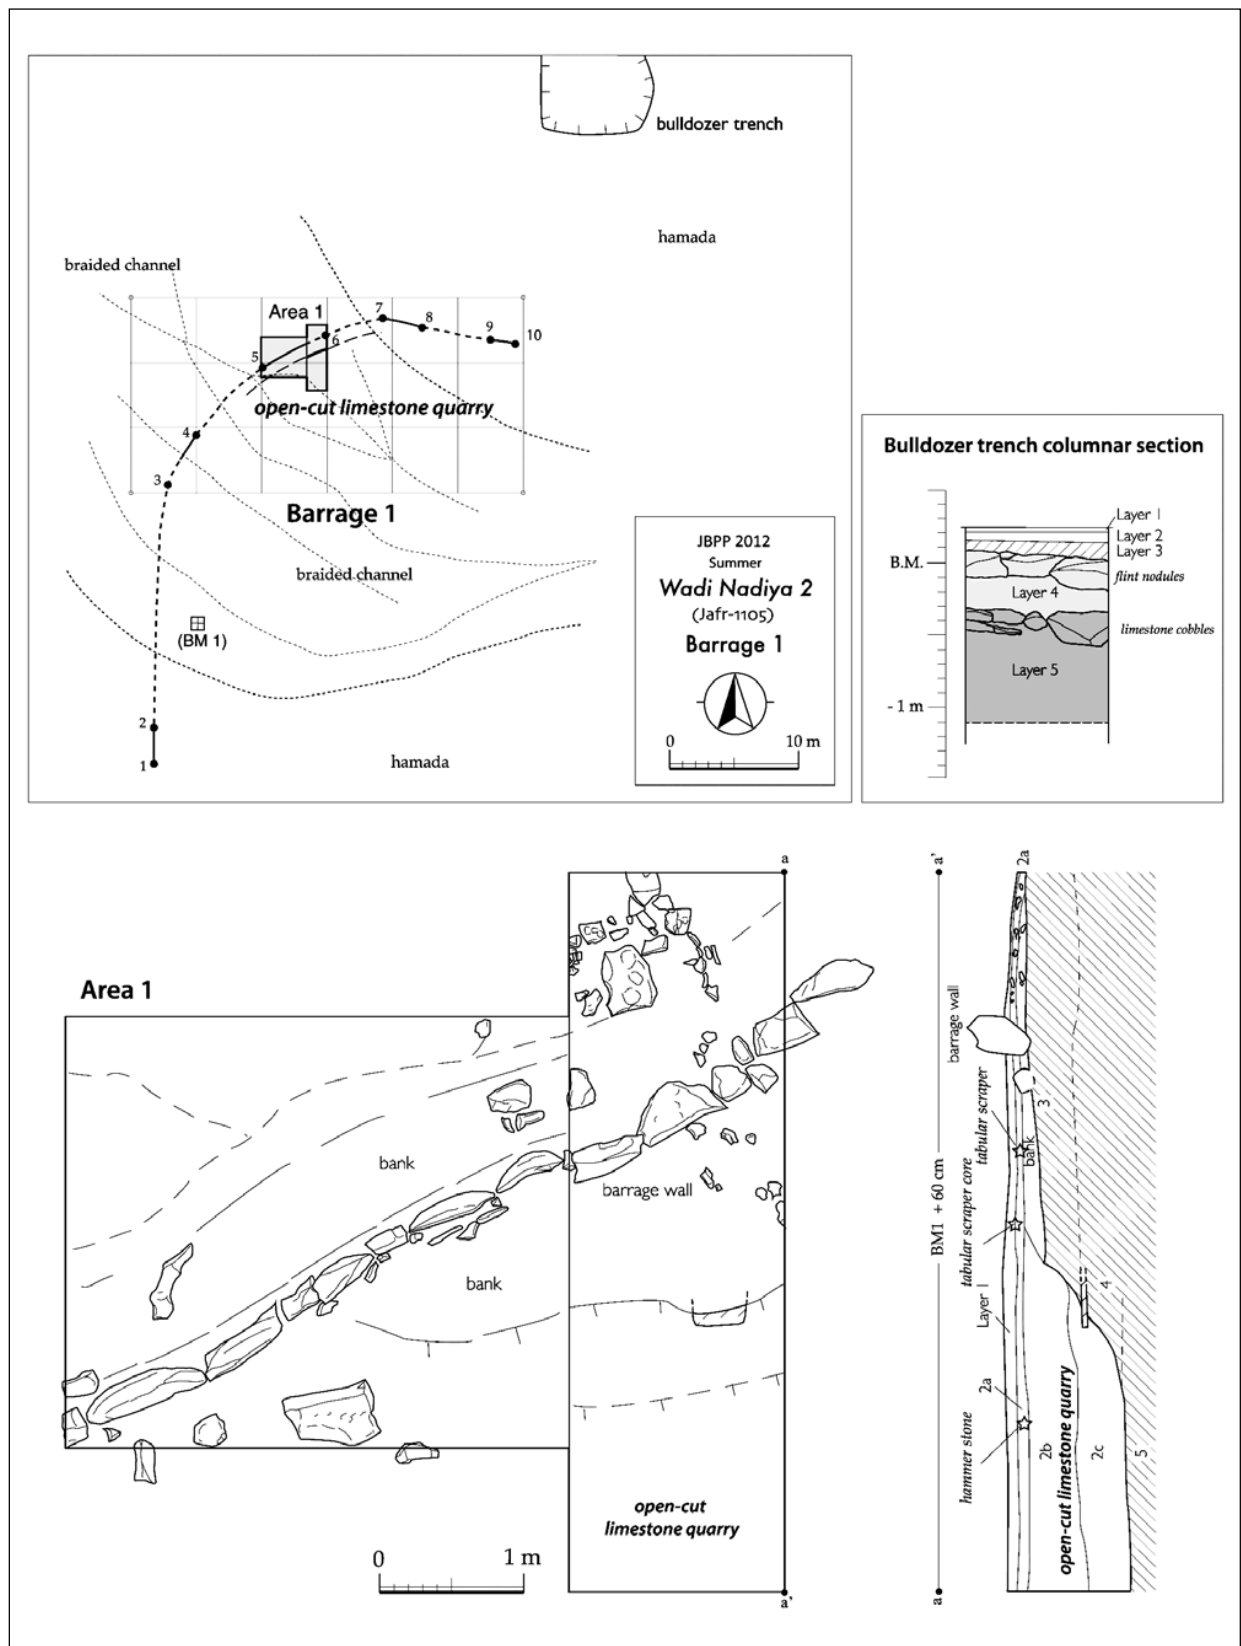 bulldozer trench
hamada
braided channel
Area 1
7
8
9
10
6
5
open-cut limestone quarry
4
3
Barrage 1
braided channel
(BM 1)
2
1
hamada
JBPP 2012
Summer
Wadi Nadiya 2
(Jafr-1105)
Barrage 1
0 10 m
Bulldozer trench columnar section
Layer 1
Layer 2
B.M.
Layer 3
flint nodules
Layer 4
limestone cobbles
Layer 5
- 1 m
Area 1
a
bank
barrage wall
bank
open-cut
limestone quarry
0 1 m
a'
a'
2a
barrage wall
tabular scraper
3
bank
tabular scraper core
BM1 + 60 cm
4
Layer 1
2a
hammer stone
2b
open-cut limestone quarry
2c
5
a